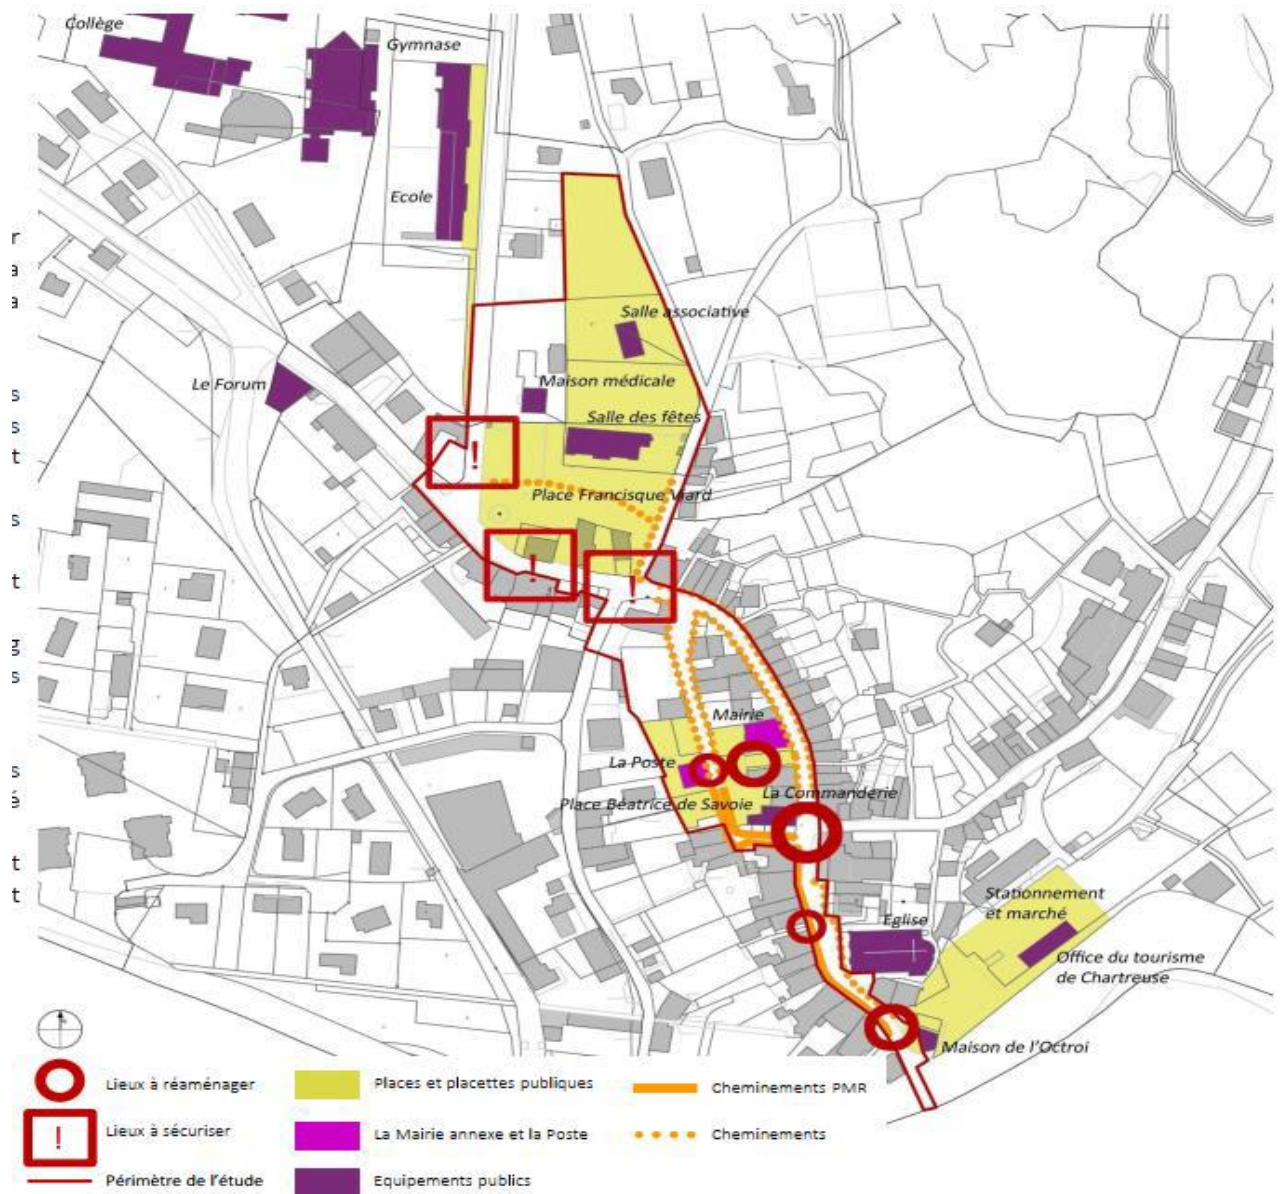 Collège
Gymnase
Ecole
r
a
a
Salle associative
Le Forum
Maison médicale
s
Salle des fêtes
s
!
t
Place Francisque Viard
s
!
!
t
g
s
Mairie
La Poste
s
La Commanderie
é
Place Béatrice de Savoie
t
Stationnement
et marché
t
Eglise
Office du tourisme
de Chartreuse
Maison de l'Octroi
Lieux à réaménager
Places et placettes publiques
Cheminements PMR
!
Lieux à sécuriser
La Mairie annexe et la Poste
Cheminements
Périmètre de l'étude
Equipements publics